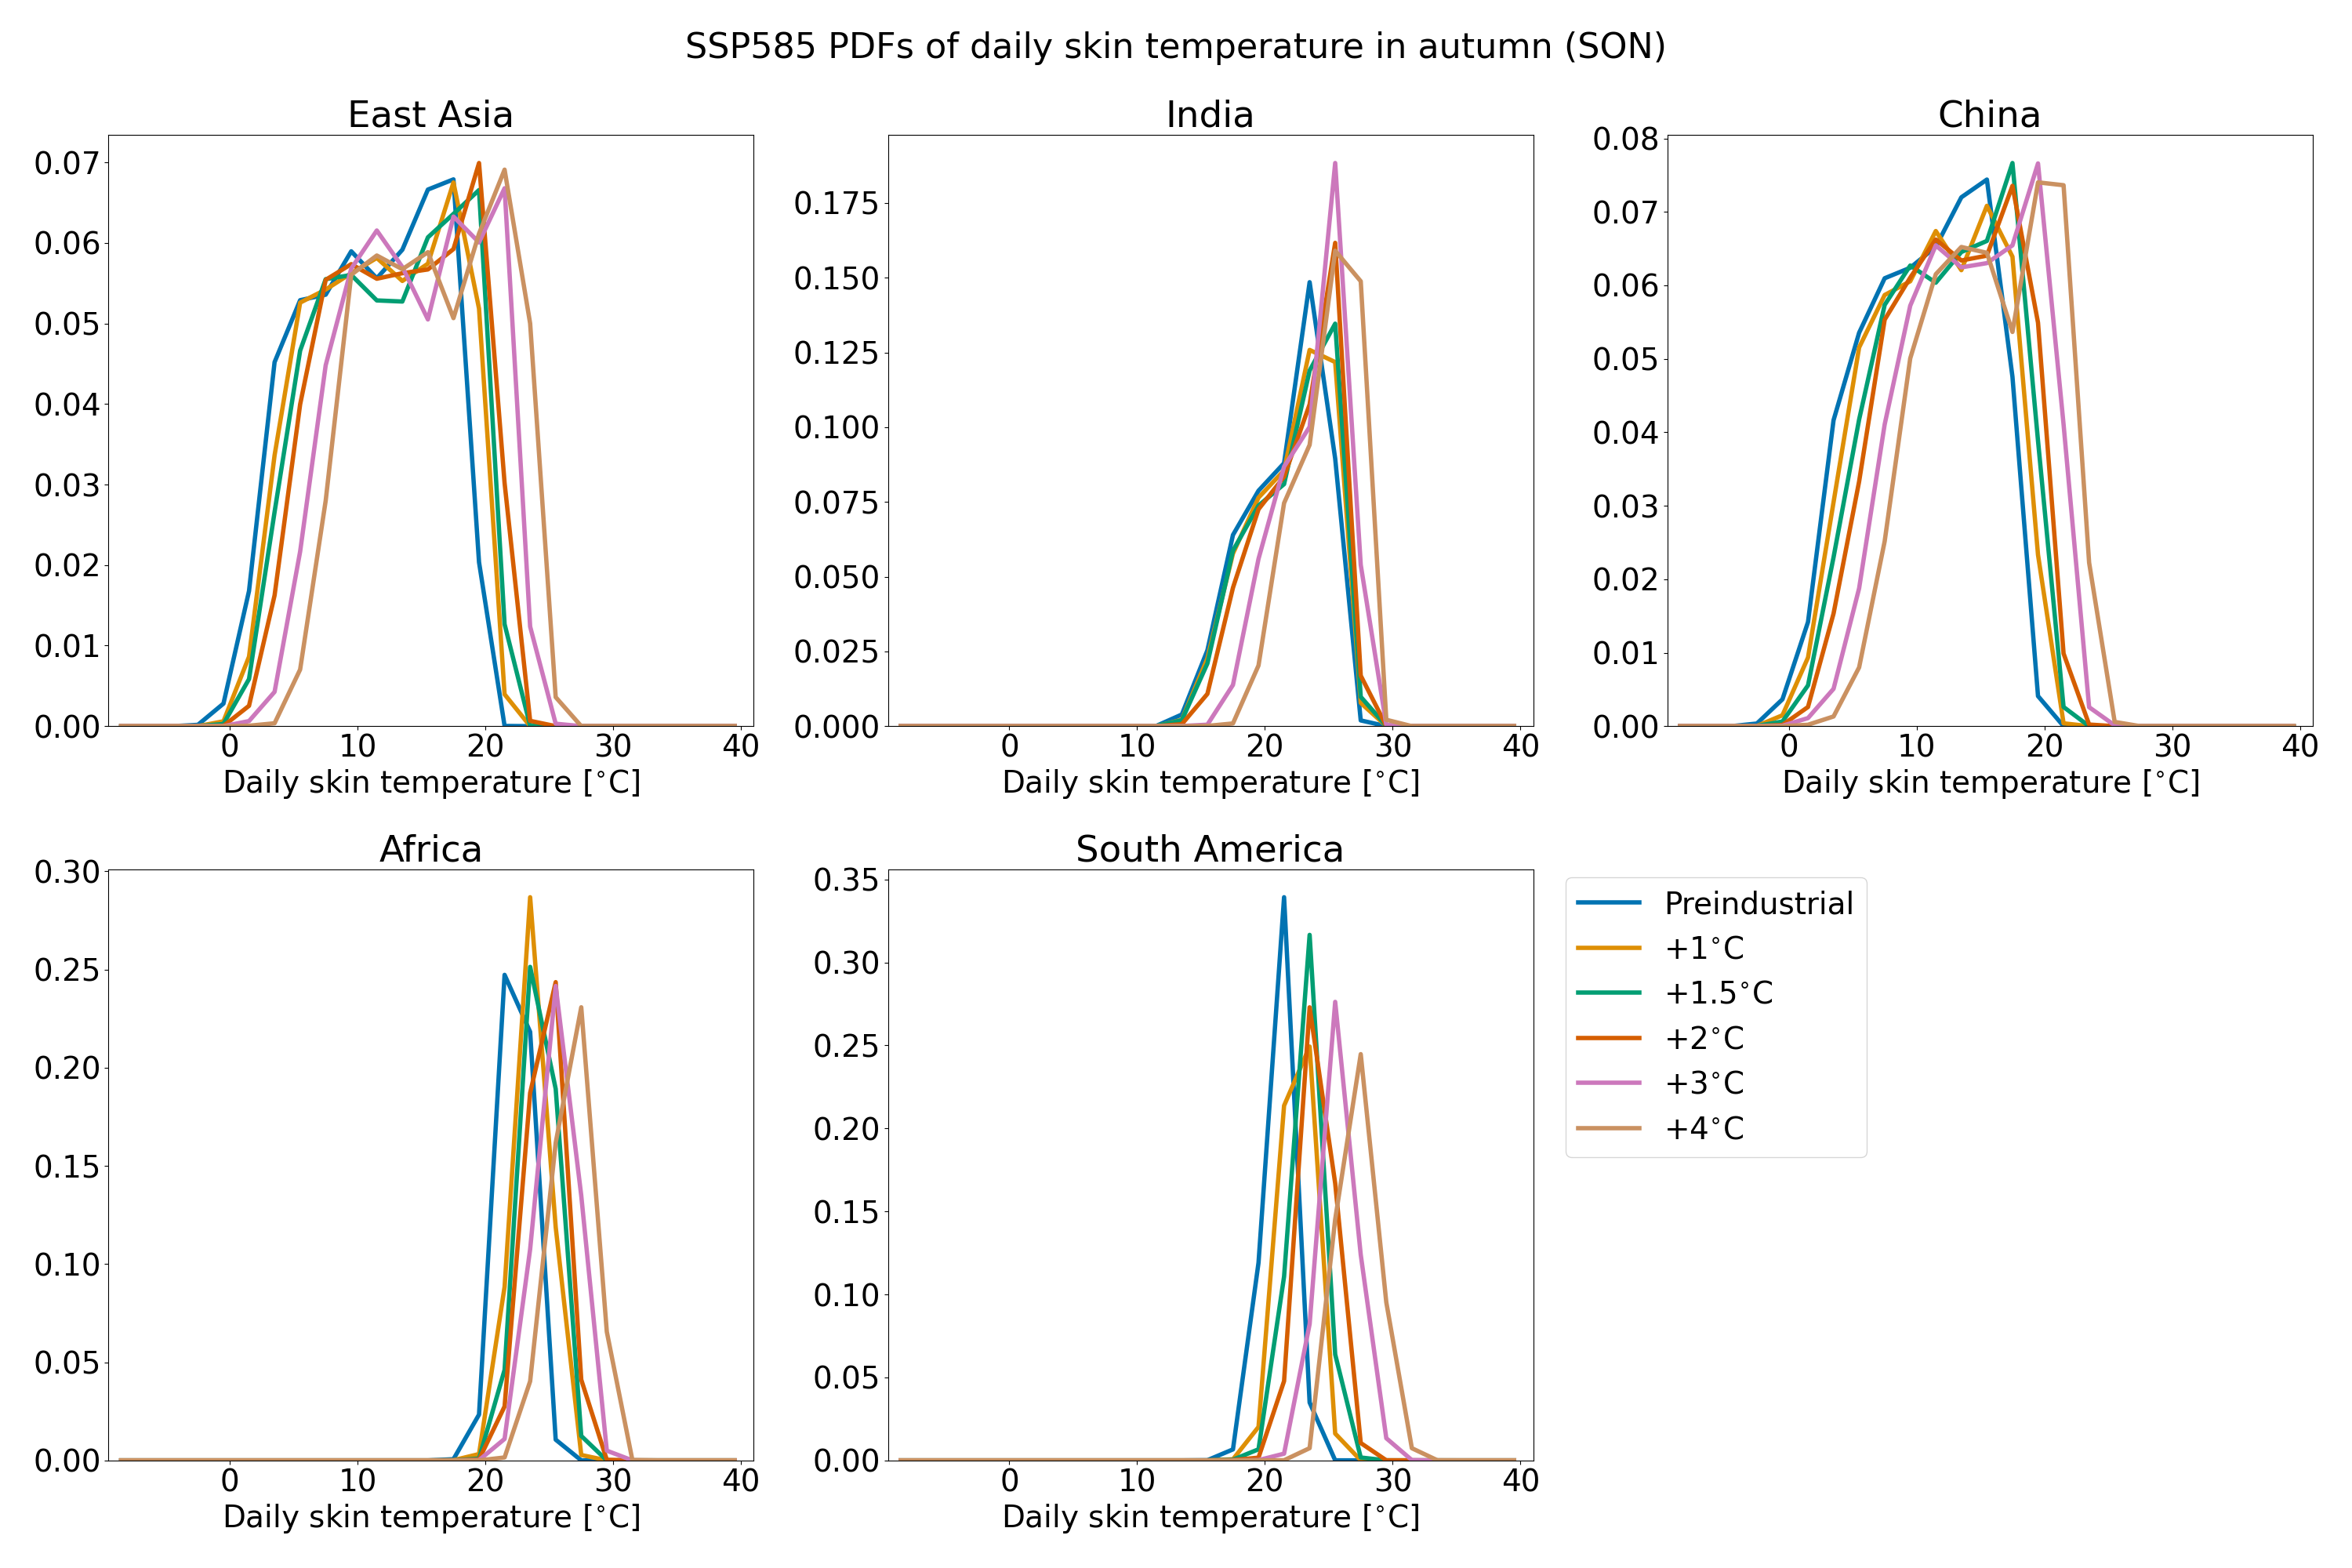 SSP585 PDFs of daily skin temperature in autumn (SON)
East Asia
0.07
0.06
0.05
0.04
0.03
0.02
0.01
0.00
0 10 20 30 40
Daily skin temperature [°C]
India
0.175
0.150
0.125
0.100
0.075
0.050
0.025
0.000
0 10 20 30 40
Daily skin temperature [°C]
China
0.08
0.07
0.06
0.05
0.04
0.03
0.02
0.01
0.00
0 10 20 30 40
Daily skin temperature [°C]
Africa
0.30
0.25
0.20
0.15
0.10
0.05
0.00
0 10 20 30 40
Daily skin temperature [°C]
South America
0.35
0.30
0.25
0.20
0.15
0.10
0.05
0.00
0 10 20 30 40
Daily skin temperature [°C]
Preindustrial
+1°C
+1.5°C
+2°C
+3°C
+4°C